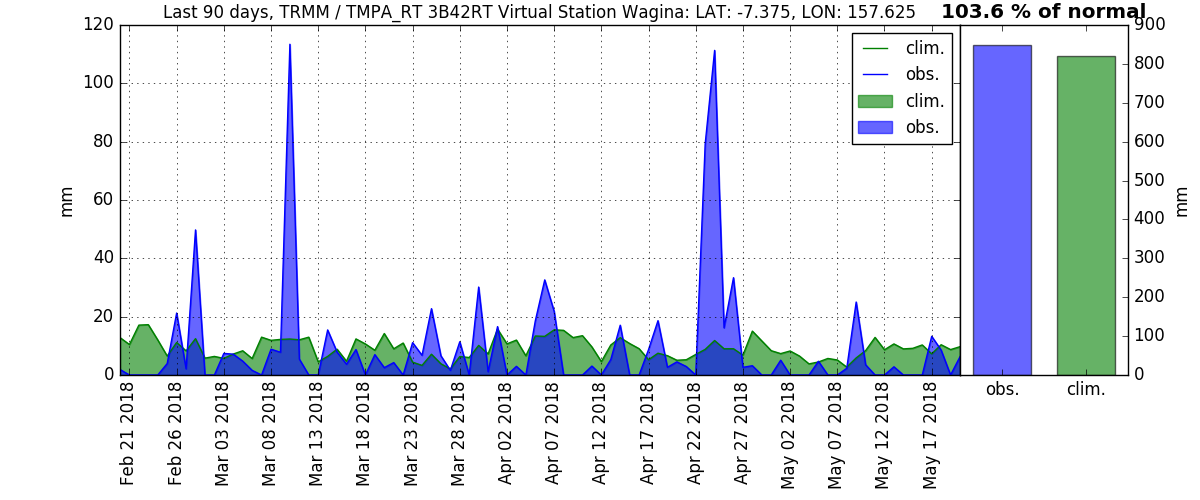 Last 90 days, TRMM / TMPA_RT 3B42RT Virtual Station Wagina: LAT: -7.375, LON: 157.625
103.6 % of normal
120
100
80
60
40
20
0
mm
clim.
obs.
clim.
obs.
900
800
700
600
500
400
300
200
100
0
mm
Feb 21 2018
Feb 26 2018
Mar 03 2018
Mar 08 2018
Mar 13 2018
Mar 18 2018
Mar 23 2018
Mar 28 2018
Apr 02 2018
Apr 07 2018
Apr 12 2018
Apr 17 2018
Apr 22 2018
Apr 27 2018
May 02 2018
May 07 2018
May 12 2018
May 17 2018
obs.
clim.